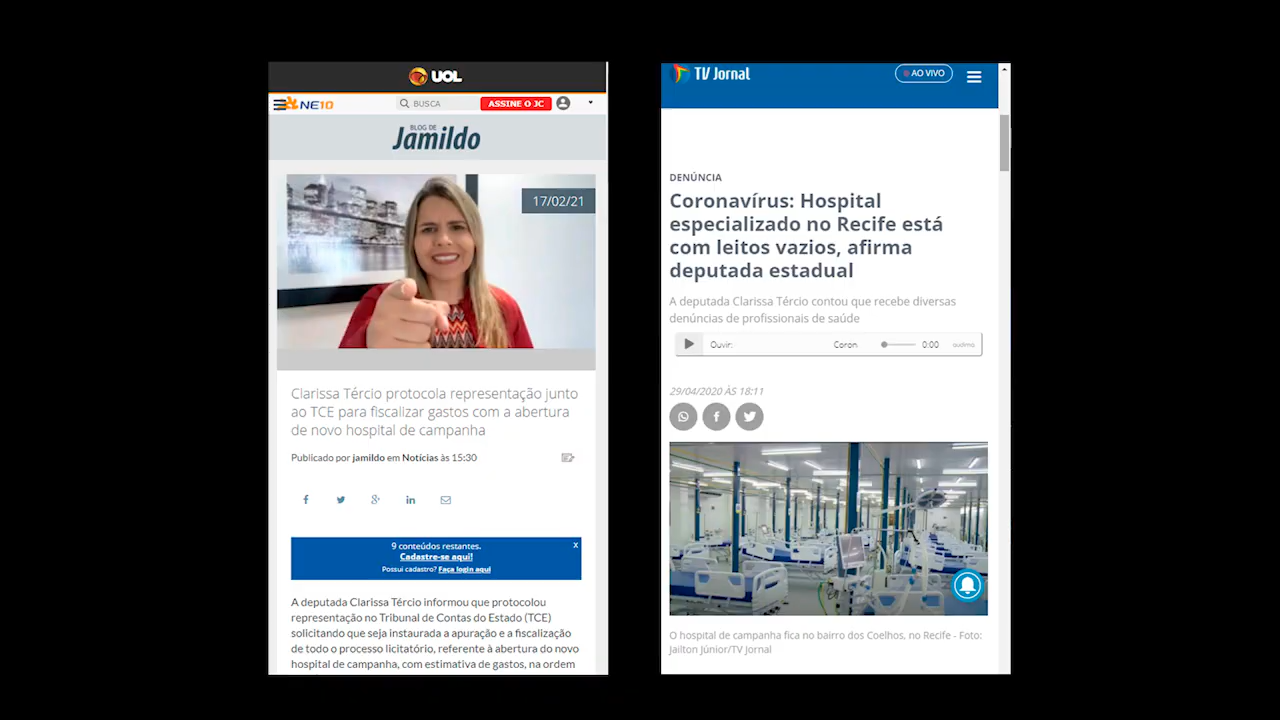 UOL
NE10
BUSCA
ASSINE O JC
BLOG DE
Jamildo
17/02/21
Clarissa Tércio protocola representação junto
ao TCE para fiscalizar gastos com a abertura
de novo hospital de campanha
Publicado por jamildo em Notícias às 15:30
f
g+
in
9 conteúdos restantes.
x
Cadastre-se aqui!
Possui cadastro? Faça login aqui
A deputada Clarissa Tércio informou que protocolou
representação no Tribunal de Contas do Estado (TCE)
solicitando que seja instaurada a apuração e a fiscalização
de todo o processo licitatório, referente à abertura do novo
hospital de campanha, com estimativa de gastos, na ordem
TV Jornal
AO VIVO
DENÚNCIA
Coronavírus: Hospital
especializado no Recife está
com leitos vazios, afirma
deputada estadual
A deputada Clarissa Tércio contou que recebe diversas
denúncias de profissionais de saúde
Ouvir:
Coron
0:00
audima
29/04/2020 ÀS 18:11
f
O hospital de campanha fica no bairro dos Coelhos, no Recife - Foto:
Jailton Júnior/TV Jornal